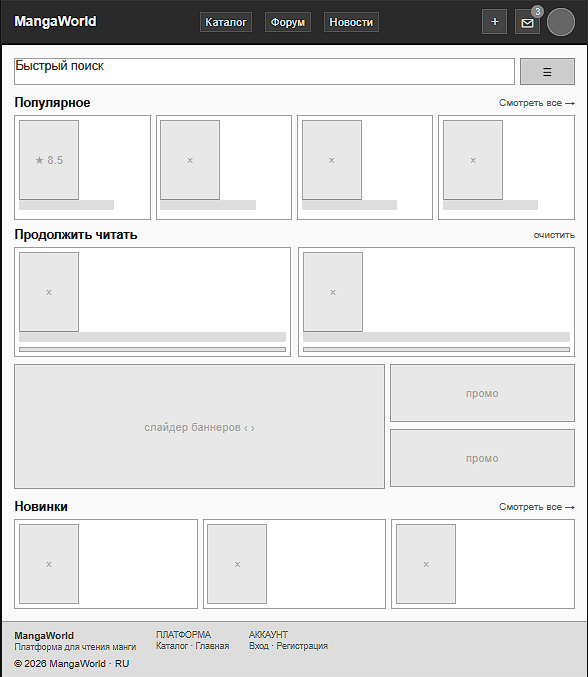 MangaWorld
Каталог
Форум
Новости
+
3
Быстрый поиск
☰
Популярное
Смотреть все →
★ 8.5
×
×
×
Продолжить читать
очистить
×
×
слайдер баннеров ‹ ›
промо
промо
Новинки
Смотреть все →
×
×
×
MangaWorld
Платформа для чтения манги
© 2026 MangaWorld · RU
ПЛАТФОРМА
Каталог · Главная
АККАУНТ
Вход · Регистрация